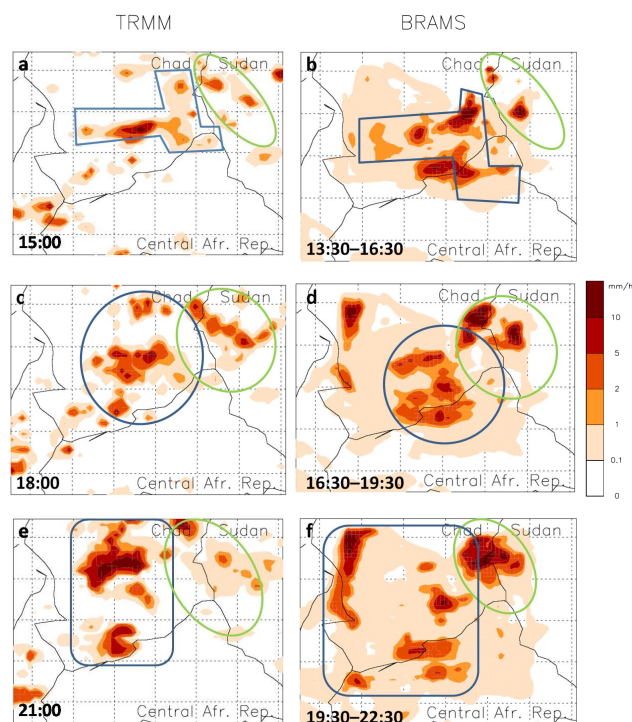 TRMM
BRAMS
a
Chad
Sudan
15:00
Central Afr. Rep.
b
Chad
Sudan
13:30–16:30
Central Afr. Rep.
c
Chad
Sudan
18:00
Central Afr. Rep.
d
Chad
Sudan
16:30–19:30
Central Afr. Rep.
mm/h
10
5
2
1
0.1
0
e
Chad
Sudan
21:00
Central Afr. Rep.
f
Chad
Sudan
19:30–22:30
Central Afr. Rep.